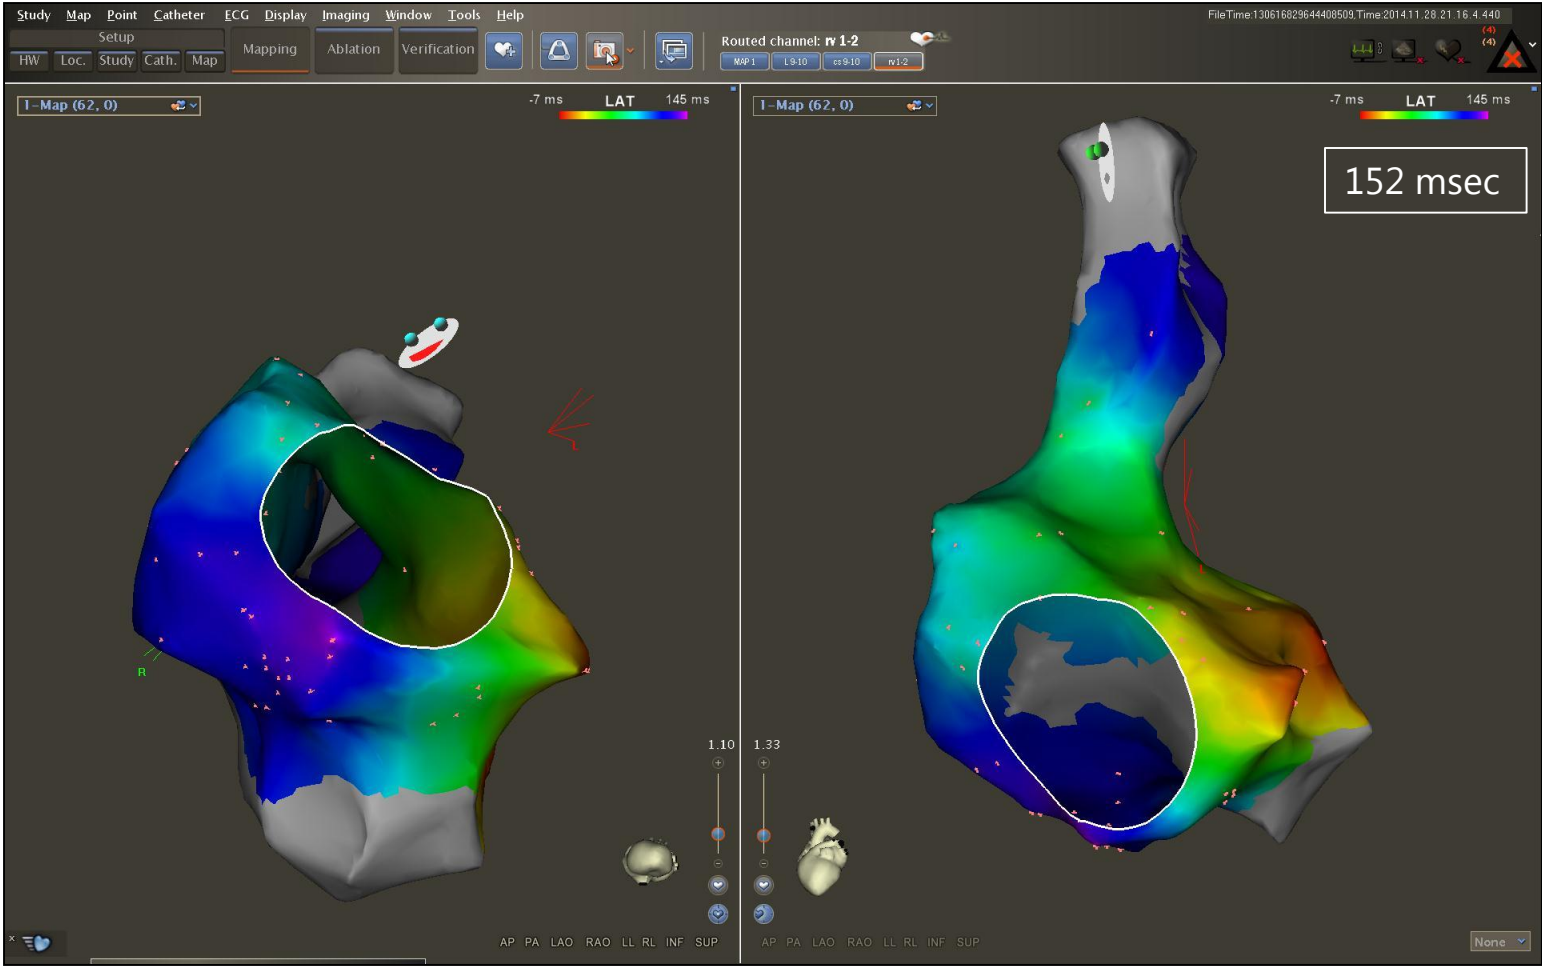 Study Map Point Catheter ECG Display Imaging Window Tools Help
FileTime:130616829644408509,Time:2014.11.28.21.16.4.440
Setup
HW Loc. Study Cath. Map
Mapping Ablation Verification
Routed channel: rv 1-2
MAP 1 L 9-10 cs 9-10 rv1-2
(4)
(4)
1-Map (62, 0)
-7 ms LAT 145 ms
1-Map (62, 0)
-7 ms LAT 145 ms
152 msec
R
1.10
1.33
AP PA LAO RAO LL RL INF SUP
AP PA LAO RAO LL RL INF SUP
None